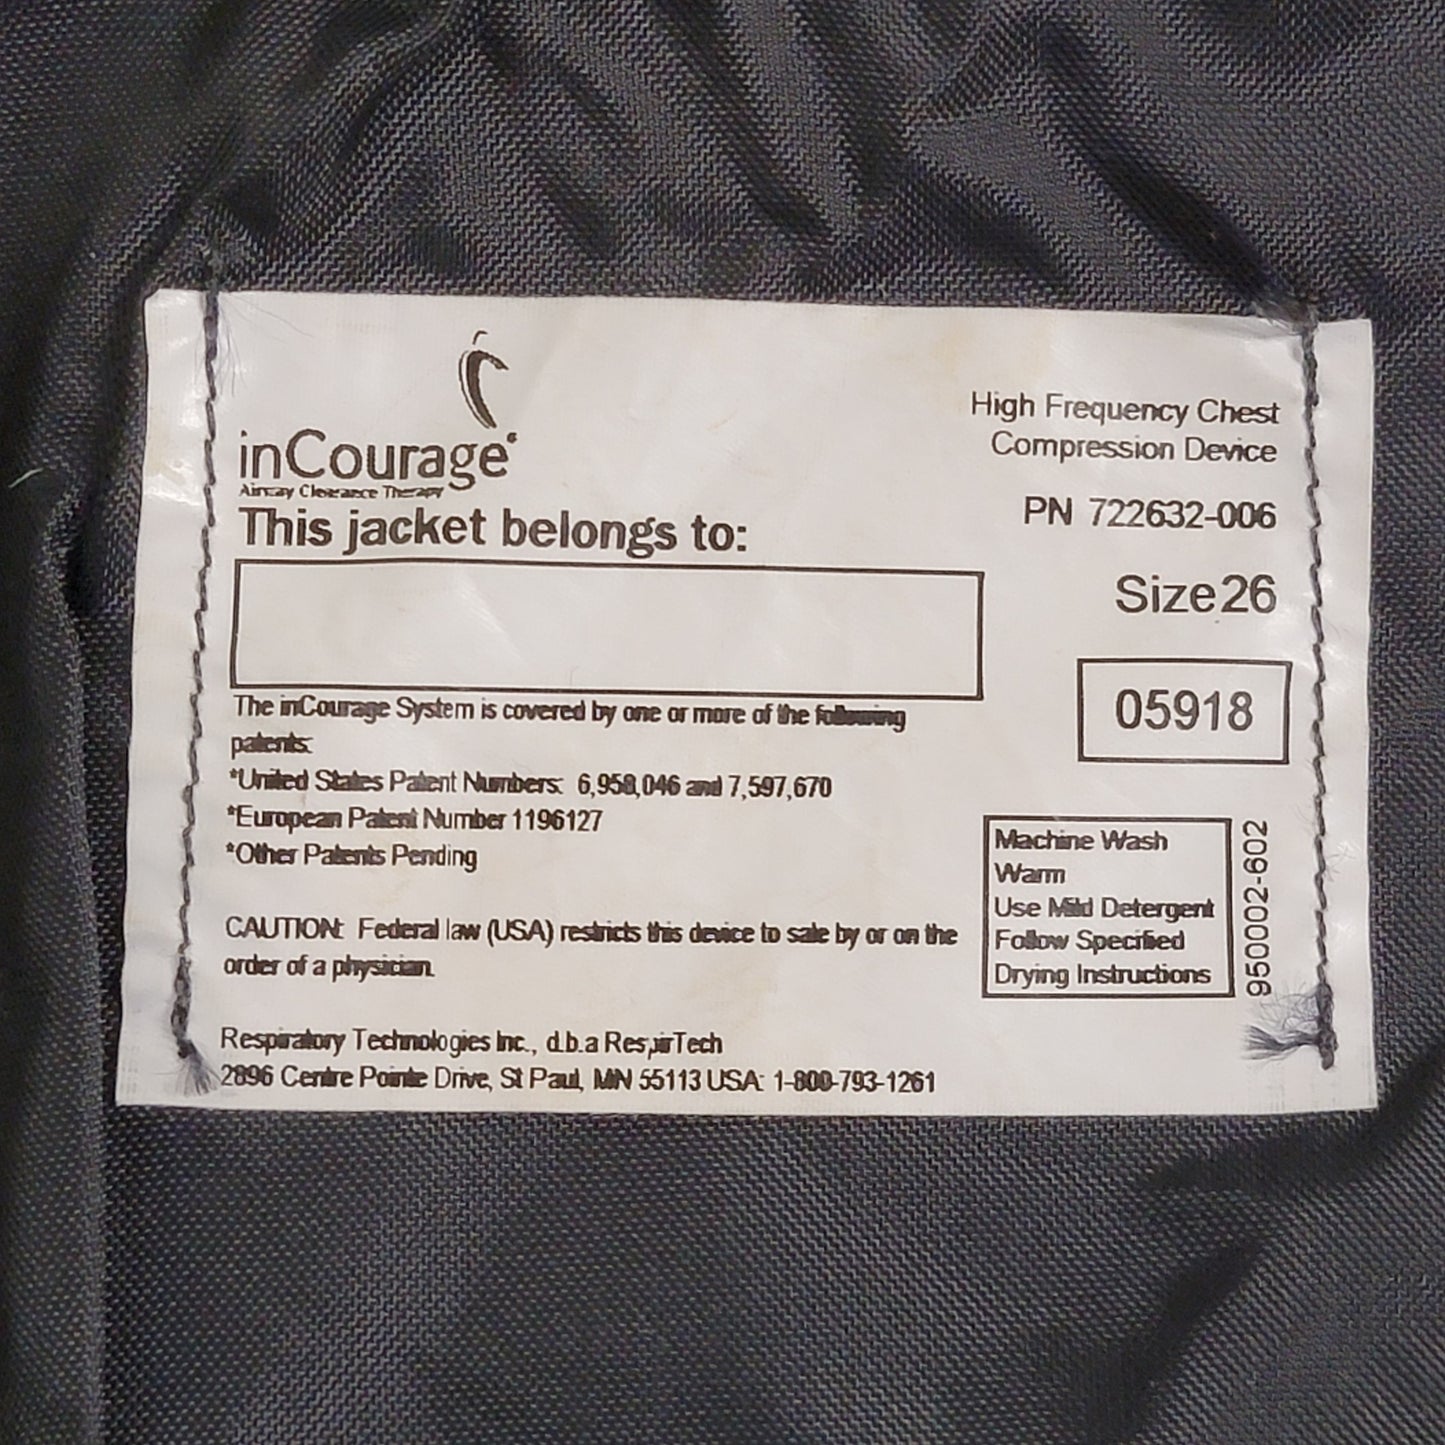 inCourage®
Airway Clearance Therapy
This jacket belongs to:
The inCourage System is covered by one or more of the following
patents:
*United States Patent Numbers: 6,958,046 and 7,597,670
*European Patent Number 1196127
*Other Patents Pending
CAUTION: Federal law (USA) restricts this device to sale by or on the
order of a physician.
Respiratory Technologies Inc., d.b.a RespirTech
2896 Centre Pointe Drive, St Paul, MN 55113 USA: 1-800-793-1261
High Frequency Chest
Compression Device
PN 722632-006
Size 26
05918
Machine Wash
Warm
Use Mild Detergent
Follow Specified
Drying Instructions
950002-602